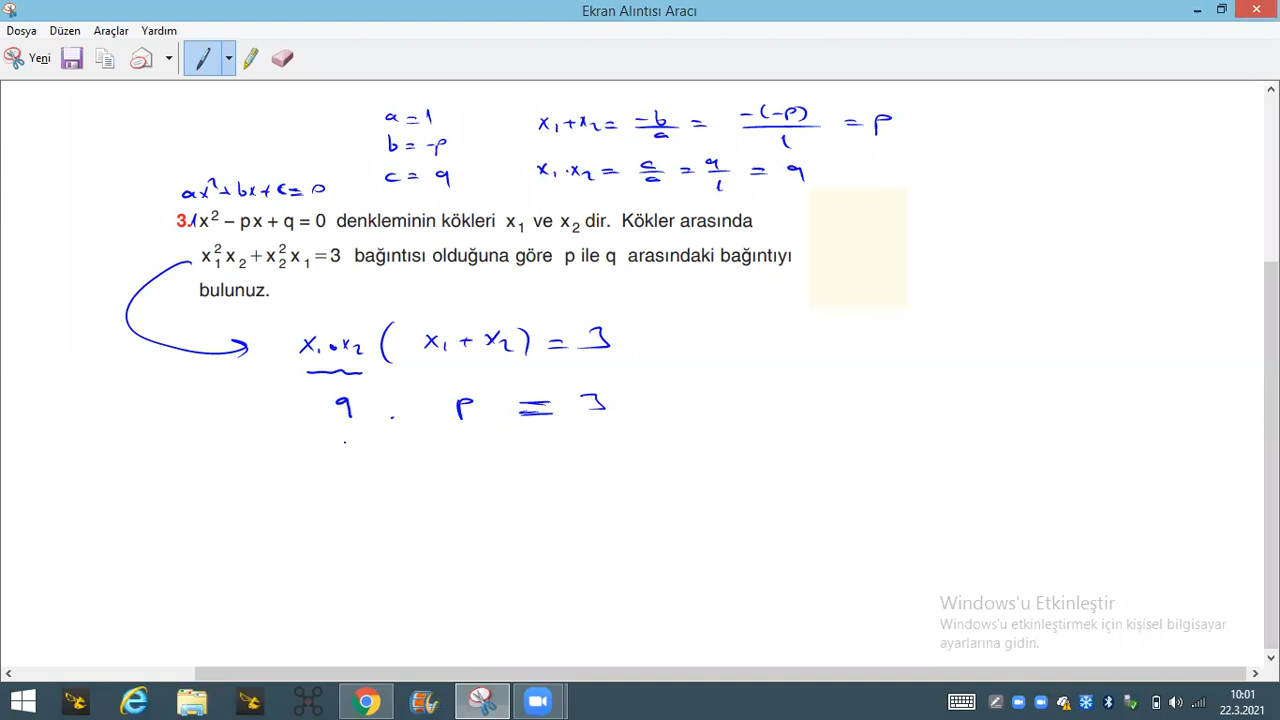 Ekran Alıntısı Aracı
Dosya Düzen Araçlar Yardım
Yeni
a = 1
b = -p
c = q
x₁+x₂ = -b/a = -(-p)/1 = p
x₁.x₂ = c/a = q/1 = q
ax²+bx+c=0
3. 1x² – px + q = 0 denkleminin kökleri x₁ ve x₂ dir. Kökler arasında
x₁²x₂ + x₂²x₁ = 3 bağıntısı olduğuna göre p ile q arasındaki bağıntıyı
bulunuz.
x₁.x₂ ( x₁ + x₂ ) = 3
q . p = 3
Windows'u Etkinleştir
Windows'u etkinleştirmek için kişisel bilgisayar
ayarlarına gidin.
10:01
22.3.2021